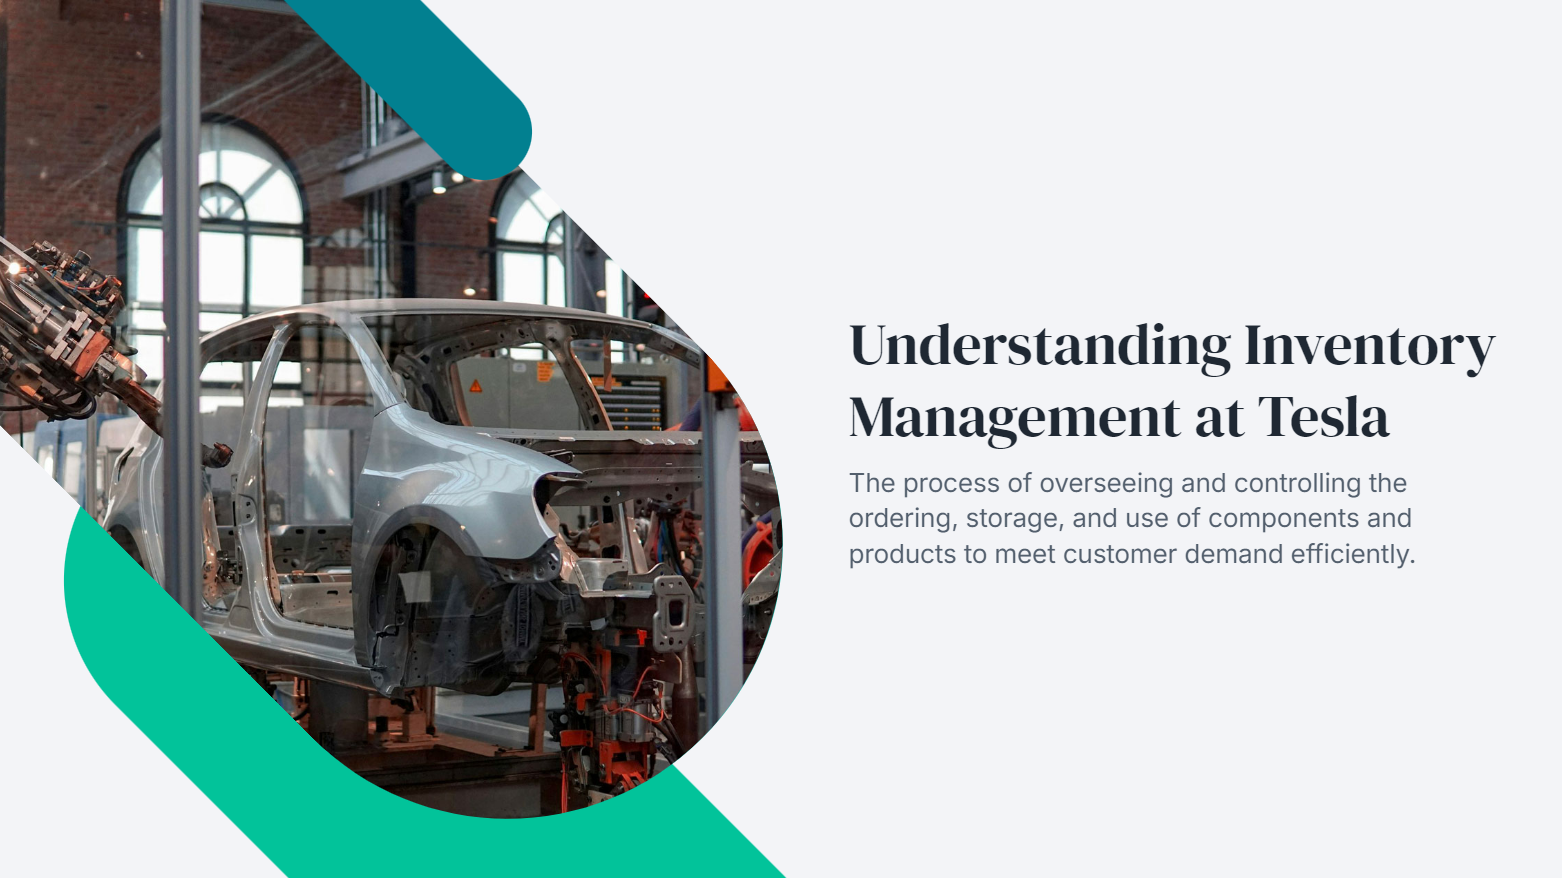 Understanding Inventory
Management at Tesla
The process of overseeing and controlling the
ordering, storage, and use of components and
products to meet customer demand efficiently.